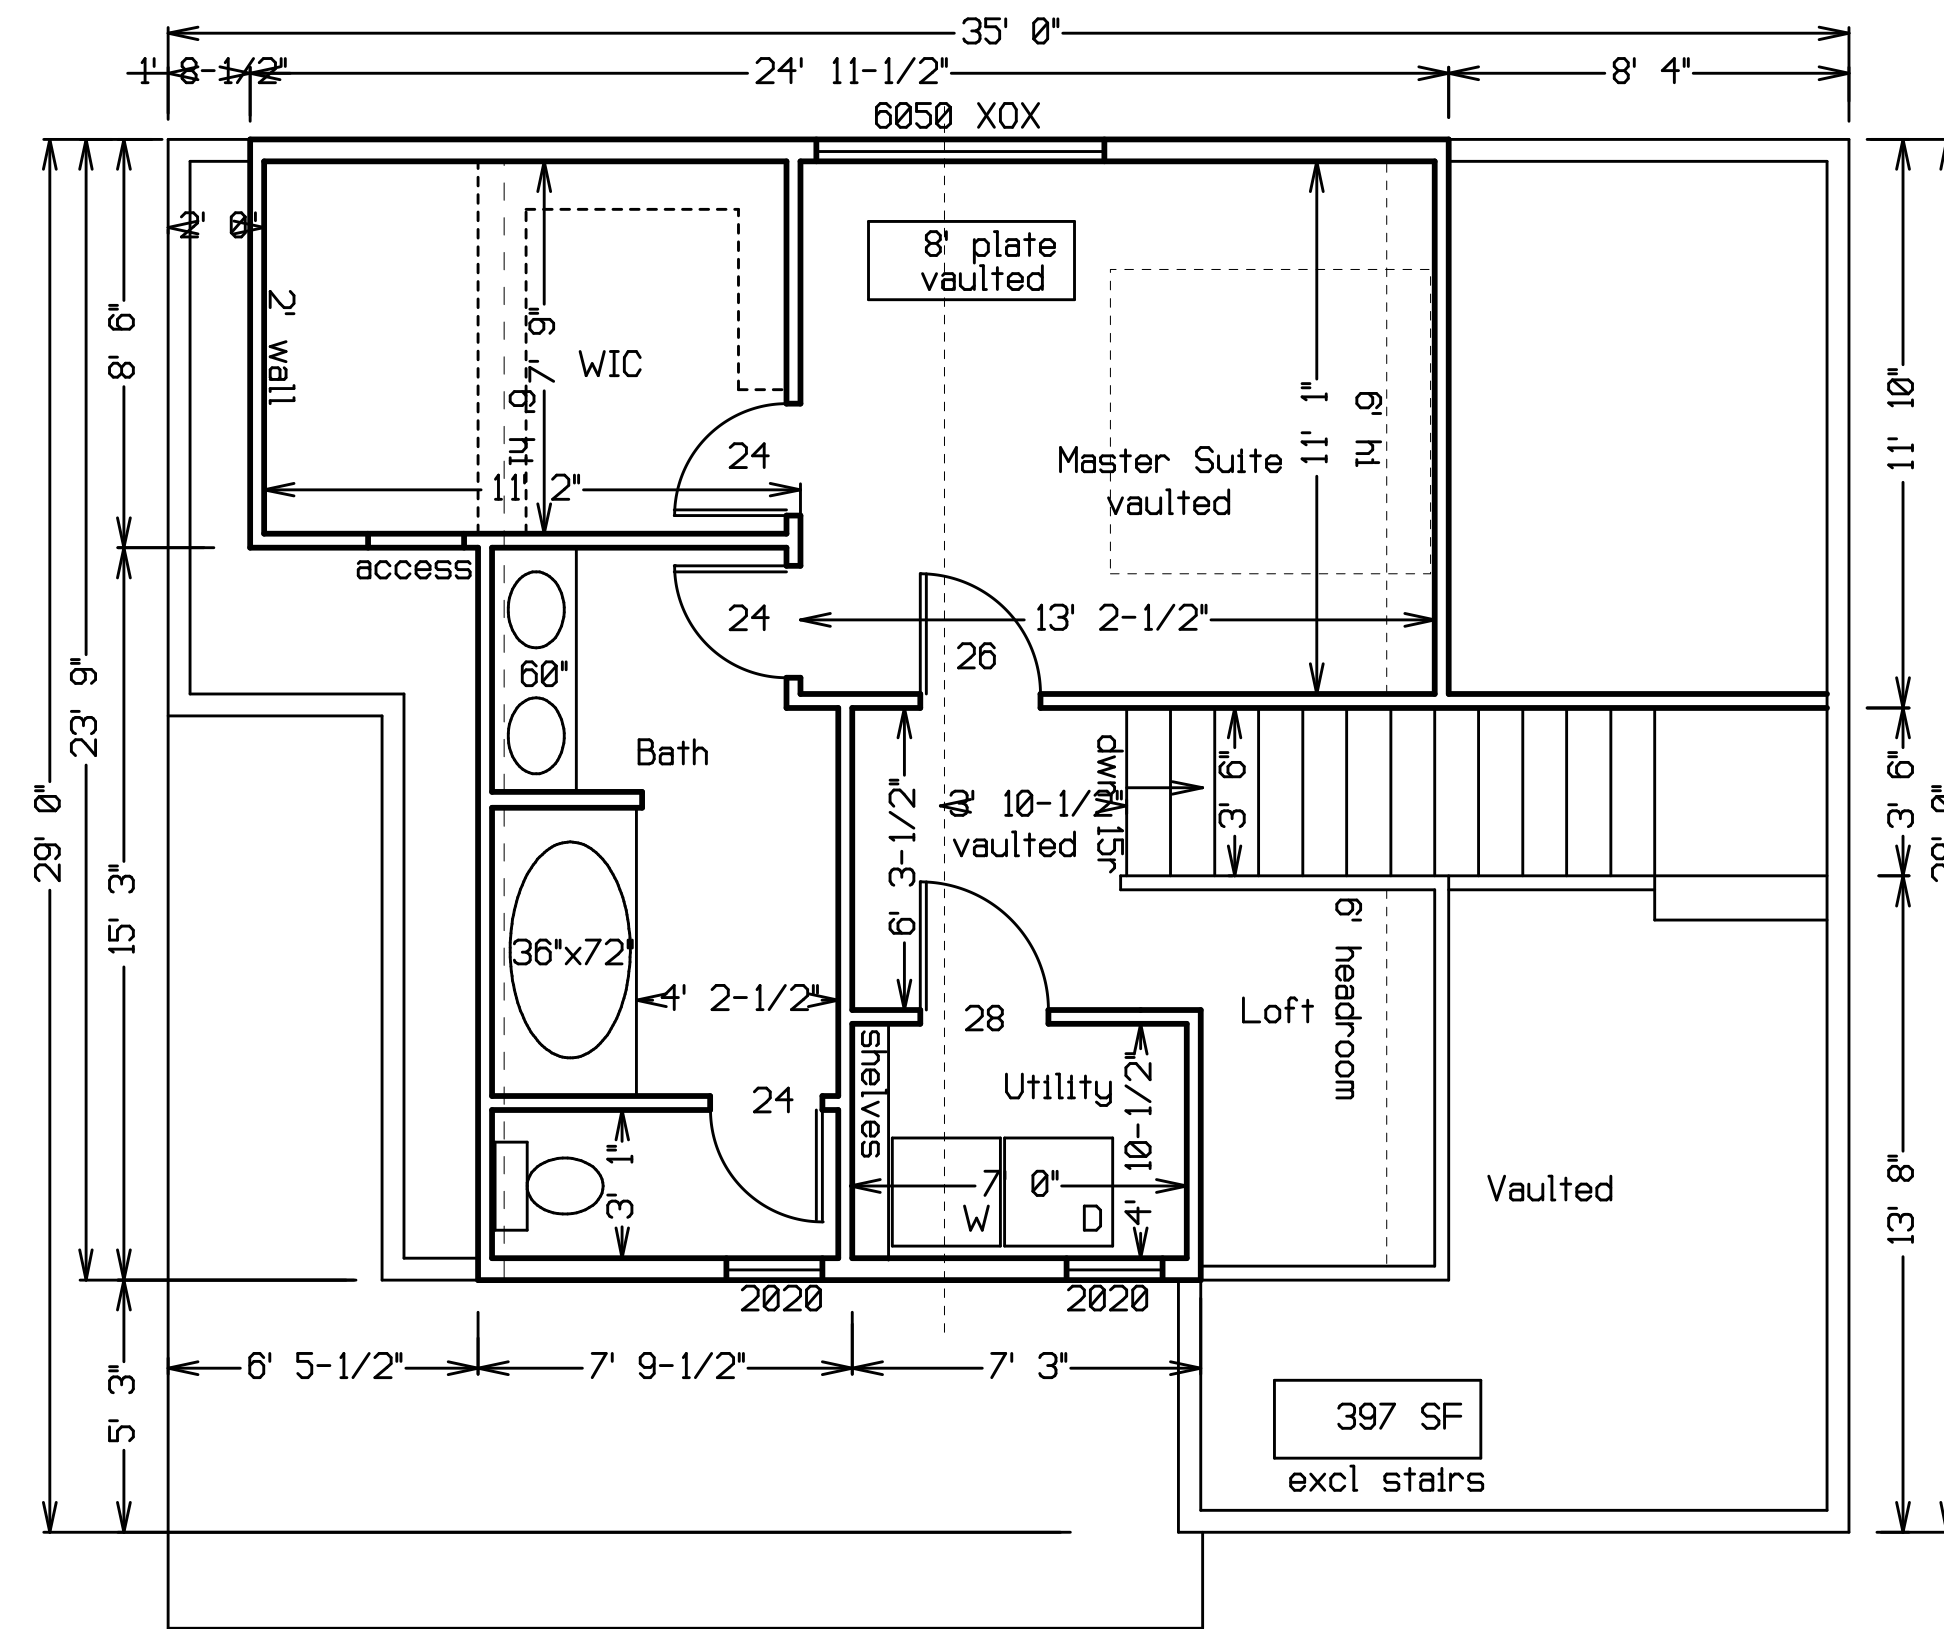 35' 0"
1' 8-1/2"
24' 11-1/2"
8' 4"
6050 XOX
2' 0"
8' plate
vaulted
2' wall
8' 6"
7' 9"
WIC
6' hi
11' 1"
6' hi
11' 10"
24
Master Suite
vaulted
11' 2"
access
24
13' 2-1/2"
26
60"
23' 9"
Bath
dwn 15r
3' 6"
3' 6"
29' 0"
3' 10-1/2"
vaulted
6' 3-1/2"
15' 3"
36"x72"
4' 2-1/2"
28
Loft
6' headroom
shelves
Utility
24
4' 10-1/2"
3' 1"
7' 0"
W
D
Vaulted
13' 8"
2020
2020
6' 5-1/2"
7' 9-1/2"
7' 3"
5' 3"
397 SF
excl stairs